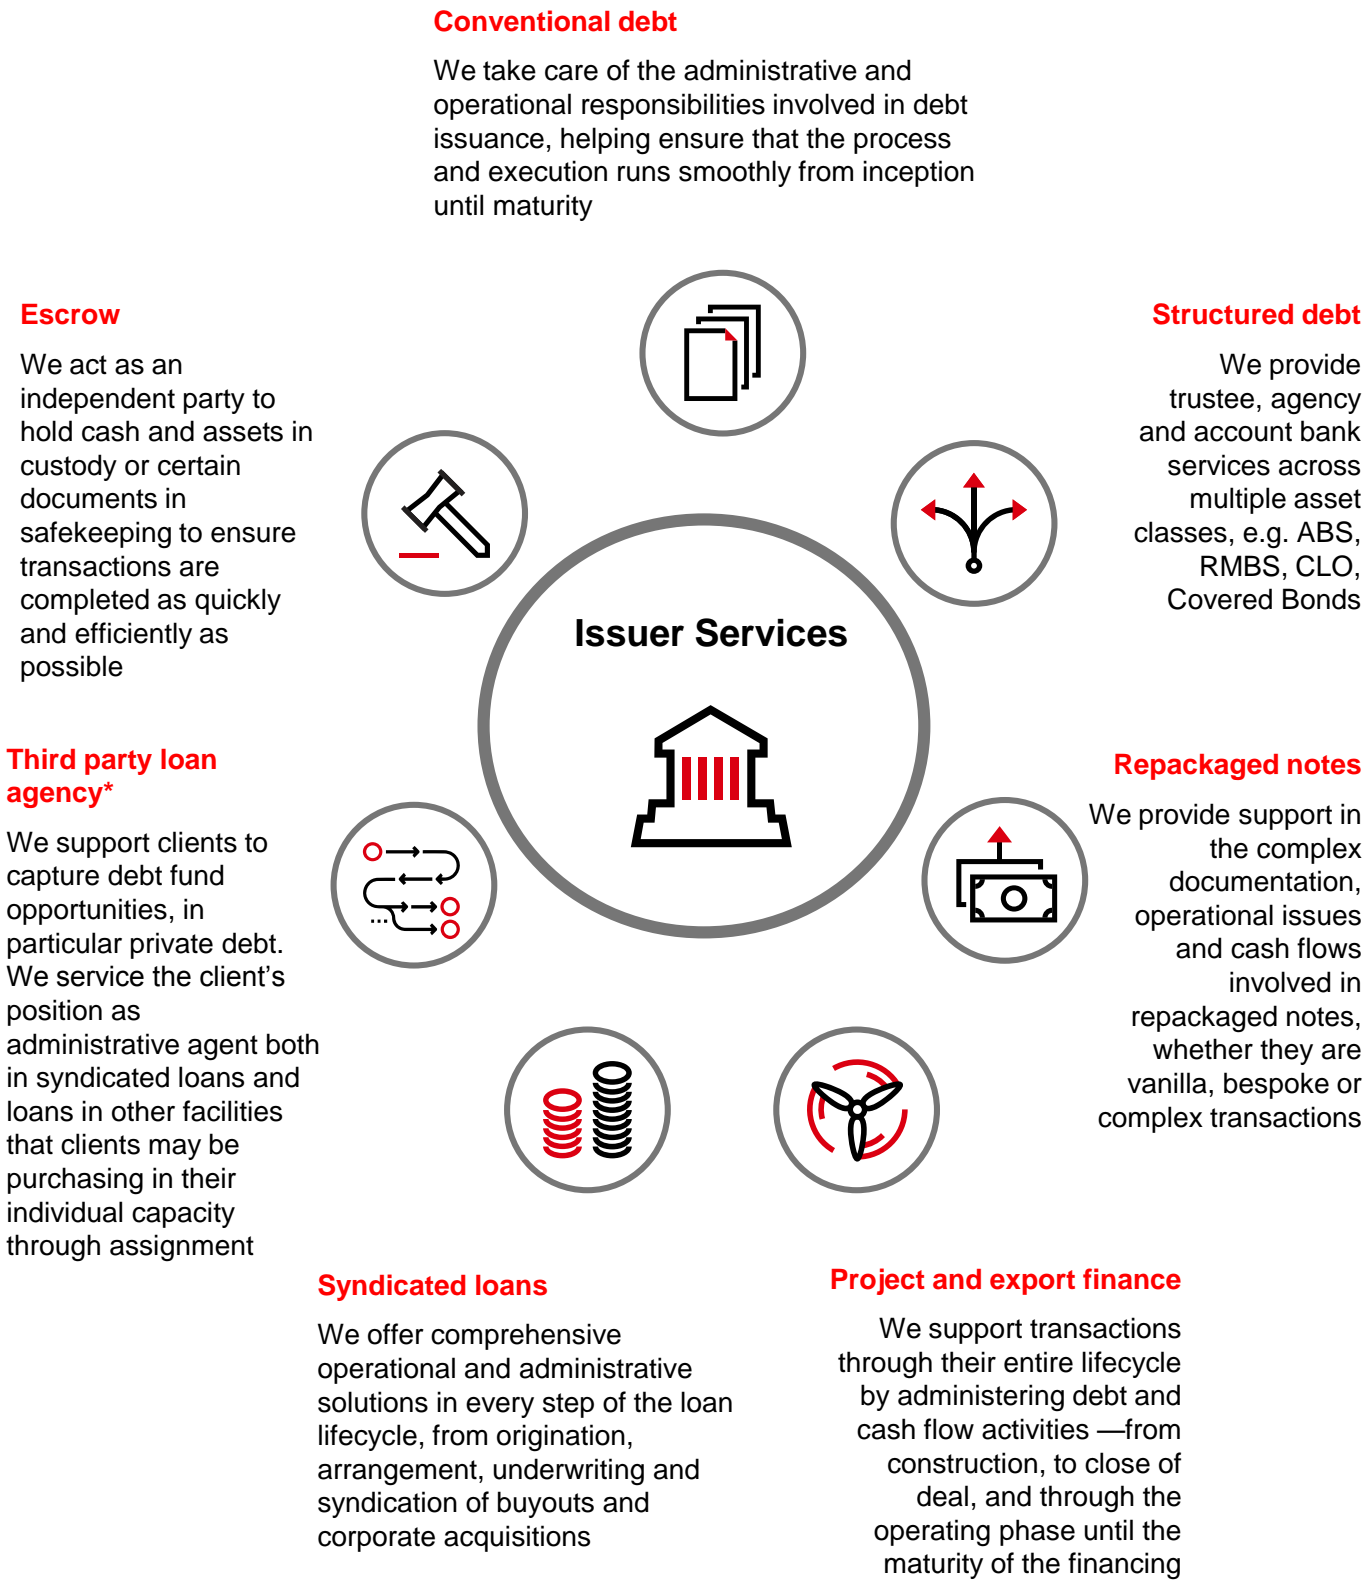 Conventional debt
We take care of the administrative and
operational responsibilities involved in debt
issuance, helping ensure that the process
and execution runs smoothly from inception
until maturity
Escrow
We act as an
independent party to
hold cash and assets in
custody or certain
documents in
safekeeping to ensure
transactions are
completed as quickly
and efficiently as
possible
Structured debt
We provide
trustee, agency
and account bank
services across
multiple asset
classes, e.g. ABS,
RMBS, CLO,
Covered Bonds
Issuer Services
Third party loan
agency*
We support clients to
capture debt fund
opportunities, in
particular private debt.
We service the client’s
position as
administrative agent both
in syndicated loans and
loans in other facilities
that clients may be
purchasing in their
individual capacity
through assignment
Repackaged notes
We provide support in
the complex
documentation,
operational issues
and cash flows
involved in
repackaged notes,
whether they are
vanilla, bespoke or
complex transactions
Syndicated loans
We offer comprehensive
operational and administrative
solutions in every step of the loan
lifecycle, from origination,
arrangement, underwriting and
syndication of buyouts and
corporate acquisitions
Project and export finance
We support transactions
through their entire lifecycle
by administering debt and
cash flow activities —from
construction, to close of
deal, and through the
operating phase until the
maturity of the financing